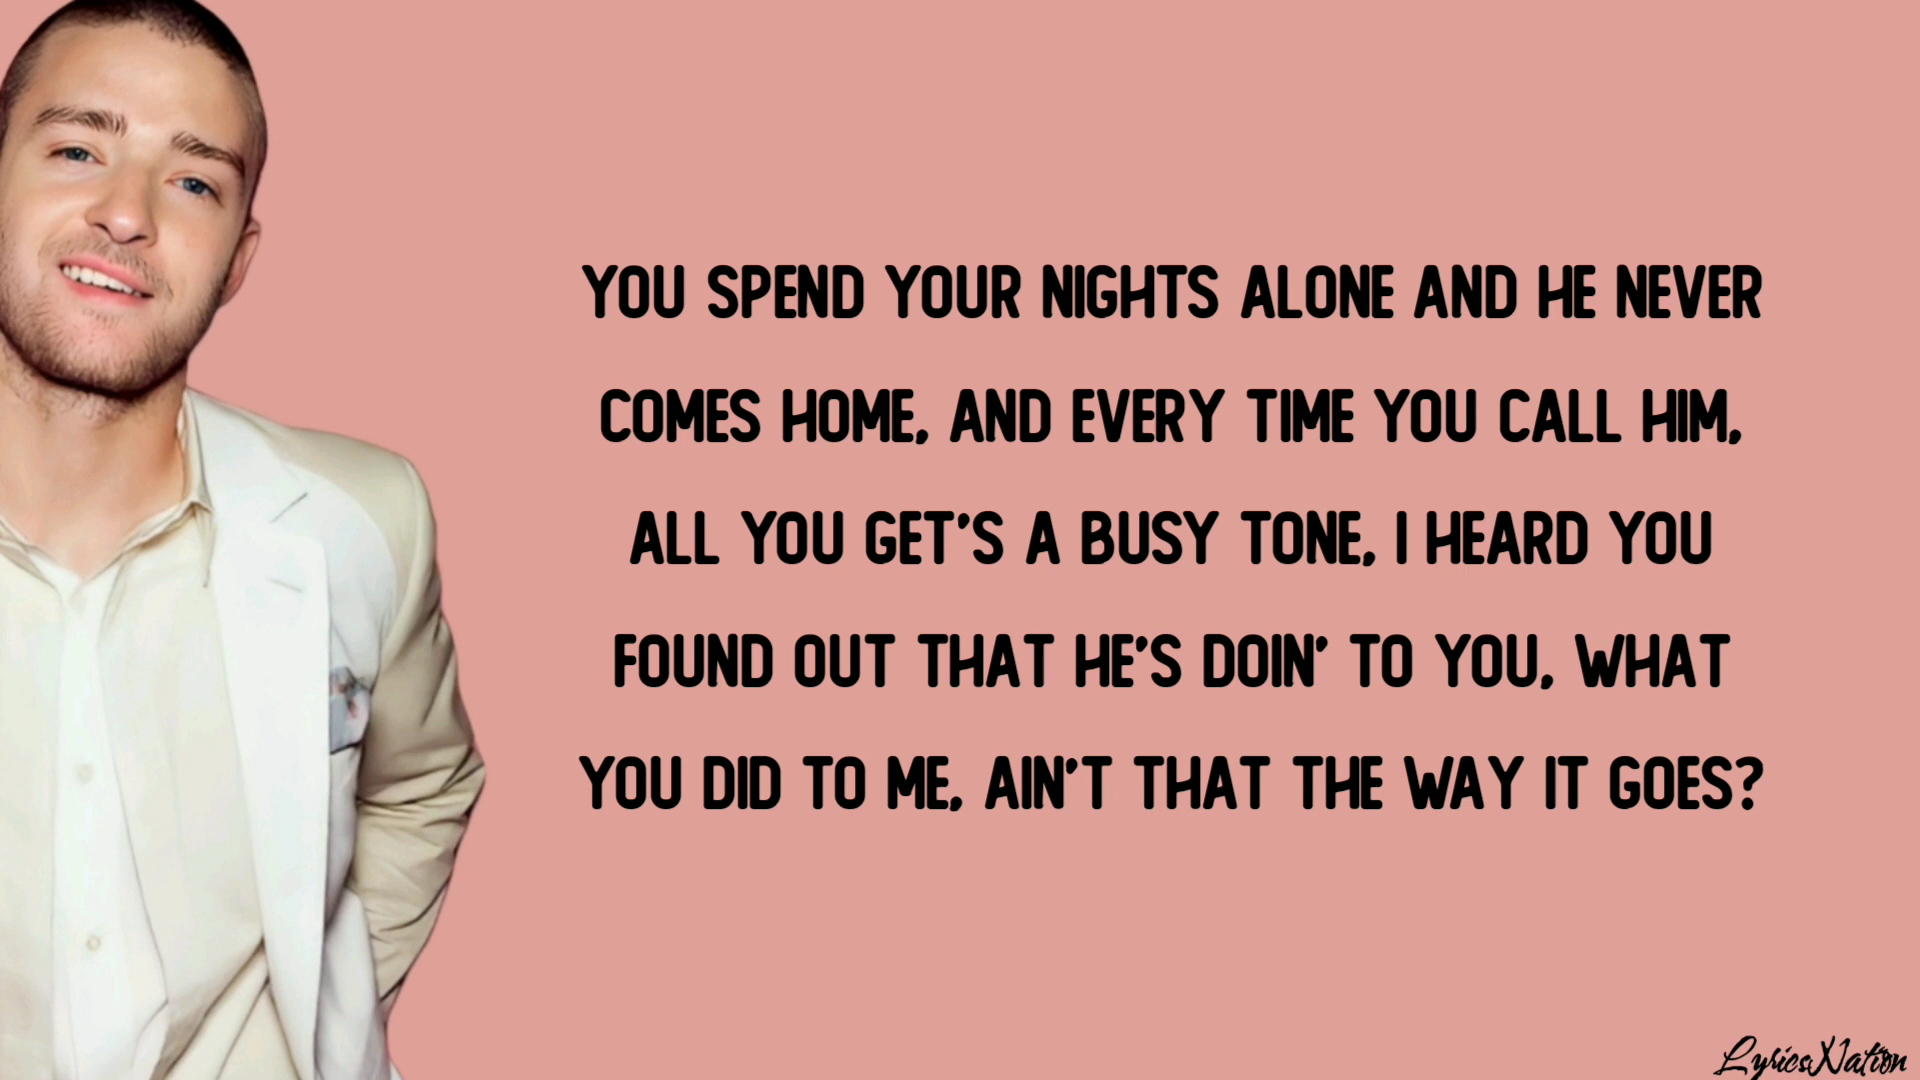 YOU SPEND YOUR NIGHTS ALONE AND HE NEVER
COMES HOME, AND EVERY TIME YOU CALL HIM,
ALL YOU GET'S A BUSY TONE, I HEARD YOU
FOUND OUT THAT HE'S DOIN' TO YOU, WHAT
YOU DID TO ME, AIN'T THAT THE WAY IT GOES?
LyricsNation